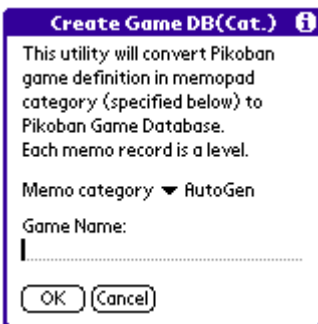 Create Game DB(Cat.) i
This utility will convert Pikoban
game definition in memopad
category (specified below) to
Pikoban Game Database.
Each memo record is a level.
Memo category AutoGen
Game Name:
OK Cancel